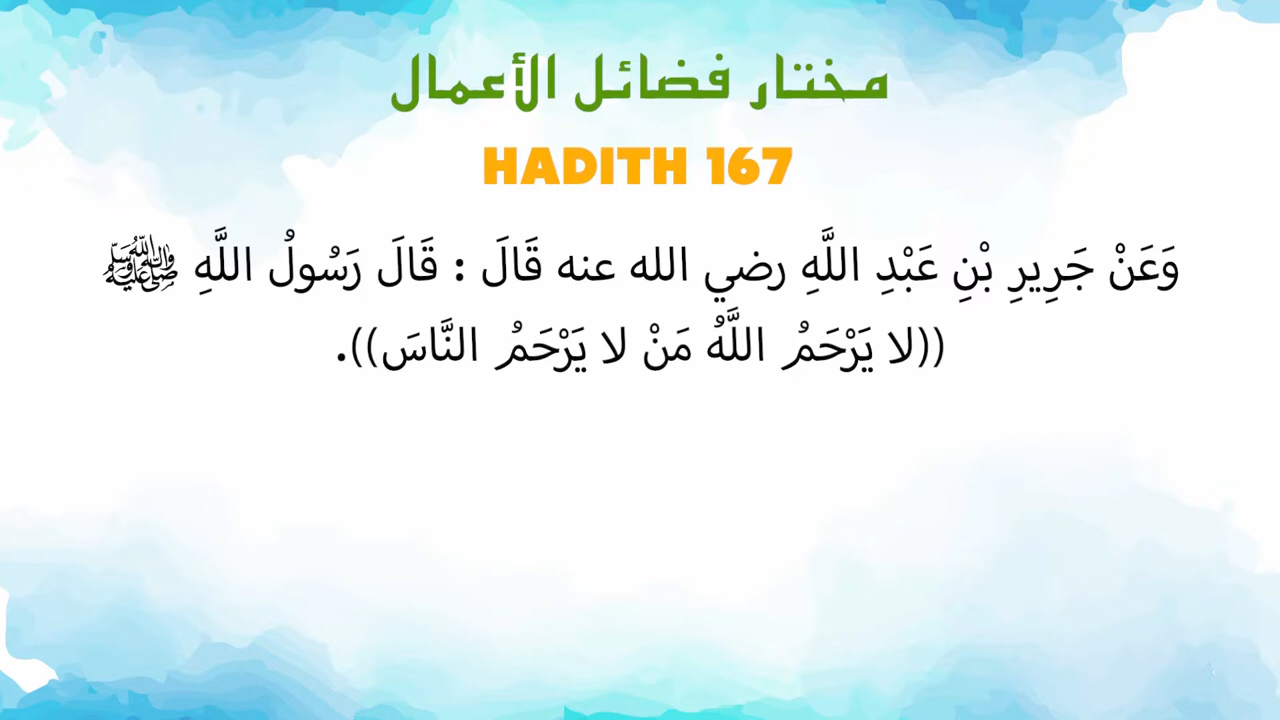 مختار فضائل الأعمال
HADITH 167
وَعَنْ جَرِيرِ بْنِ عَبْدِ اللَّهِ رضي الله عنه قَالَ : قَالَ رَسُولُ اللَّهِ ﷺ
((لا يَرْحَمُ اللَّهُ مَنْ لا يَرْحَمُ النَّاسَ)).